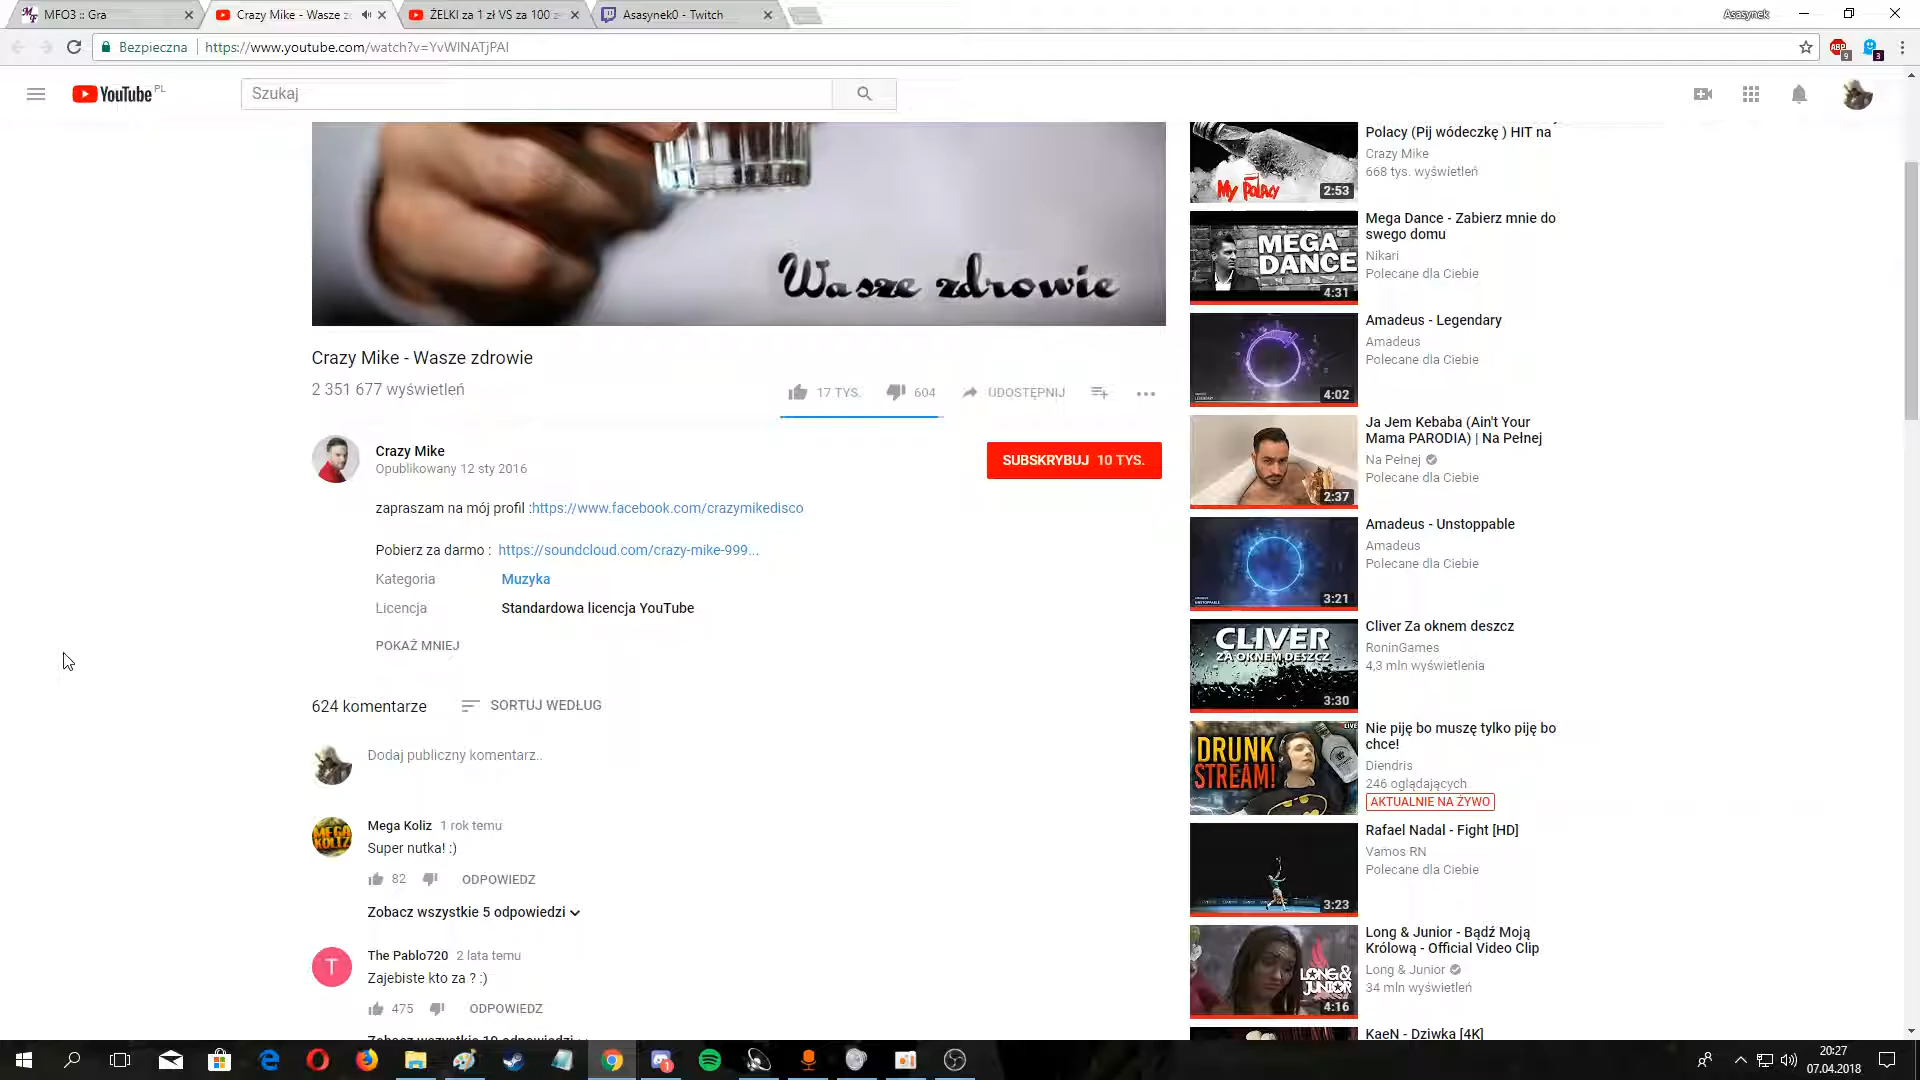 MFO3 :: Gra
Crazy Mike - Wasze z
ŻELKI za 1 zł VS za 100 z
Asasynek0 - Twitch
Asasynek
Bezpieczna
https://www.youtube.com/watch?v=YvWlNATjPAI
ABP
9
3
YouTube PL
Szukaj
Wasze zdrowie
Crazy Mike - Wasze zdrowie
2 351 677 wyświetleń
17 TYS.
604
UDOSTĘPNIJ
Crazy Mike
Opublikowany 12 sty 2016
SUBSKRYBUJ 10 TYS.
zapraszam na mój profil :https://www.facebook.com/crazymikedisco
Pobierz za darmo : https://soundcloud.com/crazy-mike-999...
Kategoria
Muzyka
Licencja
Standardowa licencja YouTube
POKAŻ MNIEJ
624 komentarze
SORTUJ WEDŁUG
Dodaj publiczny komentarz..
Mega Koliz 1 rok temu
Super nutka! :)
82
ODPOWIEDZ
Zobacz wszystkie 5 odpowiedzi
The Pablo720 2 lata temu
Zajebiste kto za ? :)
475
ODPOWIEDZ
MEGA KOLIZ
T
My Polacy
2:53
Polacy (Pij wódeczkę ) HIT na
Crazy Mike
668 tys. wyświetleń
MEGA DANCE
4:31
Mega Dance - Zabierz mnie do
swego domu
Nikari
Polecane dla Ciebie
4:02
Amadeus - Legendary
Amadeus
Polecane dla Ciebie
2:37
Ja Jem Kebaba (Ain't Your
Mama PARODIA) | Na Pełnej
Na Pełnej
Polecane dla Ciebie
3:21
Amadeus - Unstoppable
Amadeus
Polecane dla Ciebie
CLIVER
ZA OKNEM DESZCZ
3:30
Cliver Za oknem deszcz
RoninGames
4,3 mln wyświetlenia
DRUNK
STREAM!
LIVE
Nie piję bo muszę tylko piję bo
chce!
Diendris
246 oglądających
AKTUALNIE NA ŻYWO
3:23
Rafael Nadal - Fight [HD]
Vamos RN
Polecane dla Ciebie
LONG &
JUNIOR
4:16
Long & Junior - Bądź Moją
Królową - Official Video Clip
Long & Junior
34 mln wyświetleń
KaeN - Dziwka [4K]
1
20:27
07.04.2018